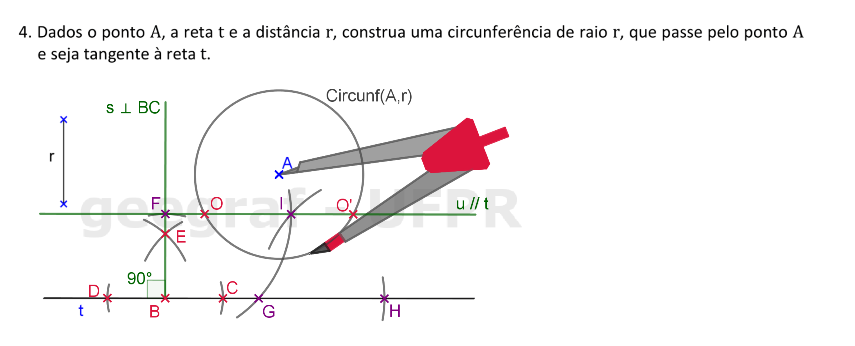 4. Dados o ponto A, a reta t e a distância r, construa uma circunferência de raio r, que passe pelo ponto A
e seja tangente à reta t.
Circunf(A,r)
s ⊥ BC
r
A
F
O
I
O'
u // t
geograf - UFPR
E
90°
D
C
t
B
G
H